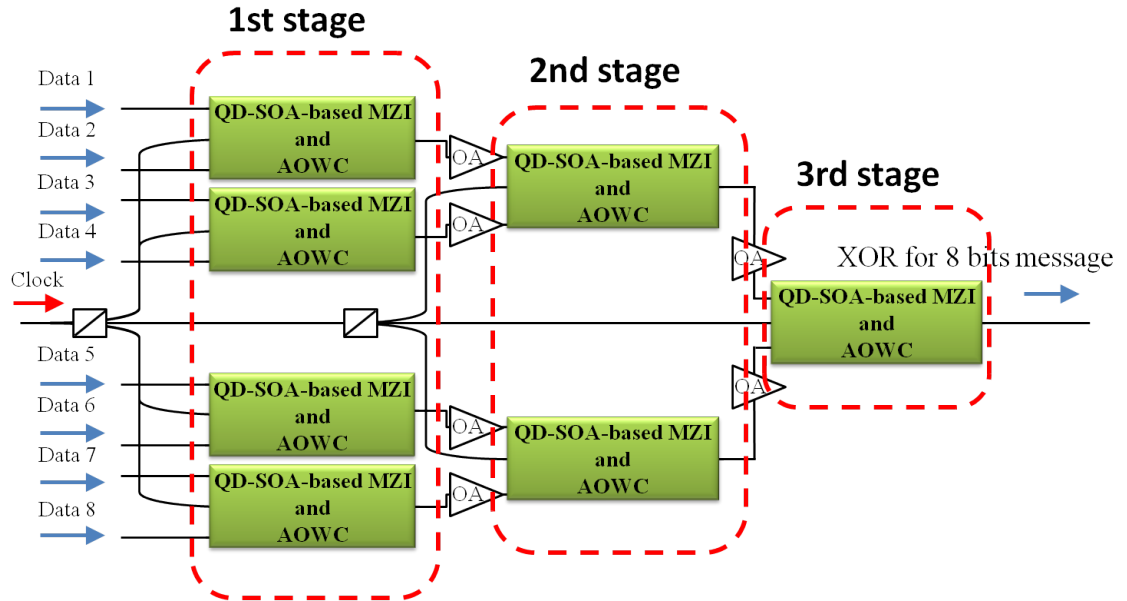 1st stage
2nd stage
3rd stage
Data 1
Data 2
Data 3
Data 4
Clock
Data 5
Data 6
Data 7
Data 8
QD-SOA-based MZI
and
AOWC
QD-SOA-based MZI
and
AOWC
QD-SOA-based MZI
and
AOWC
QD-SOA-based MZI
and
AOWC
OA
OA
OA
OA
QD-SOA-based MZI
and
AOWC
QD-SOA-based MZI
and
AOWC
OA
OA
QD-SOA-based MZI
and
AOWC
XOR for 8 bits message